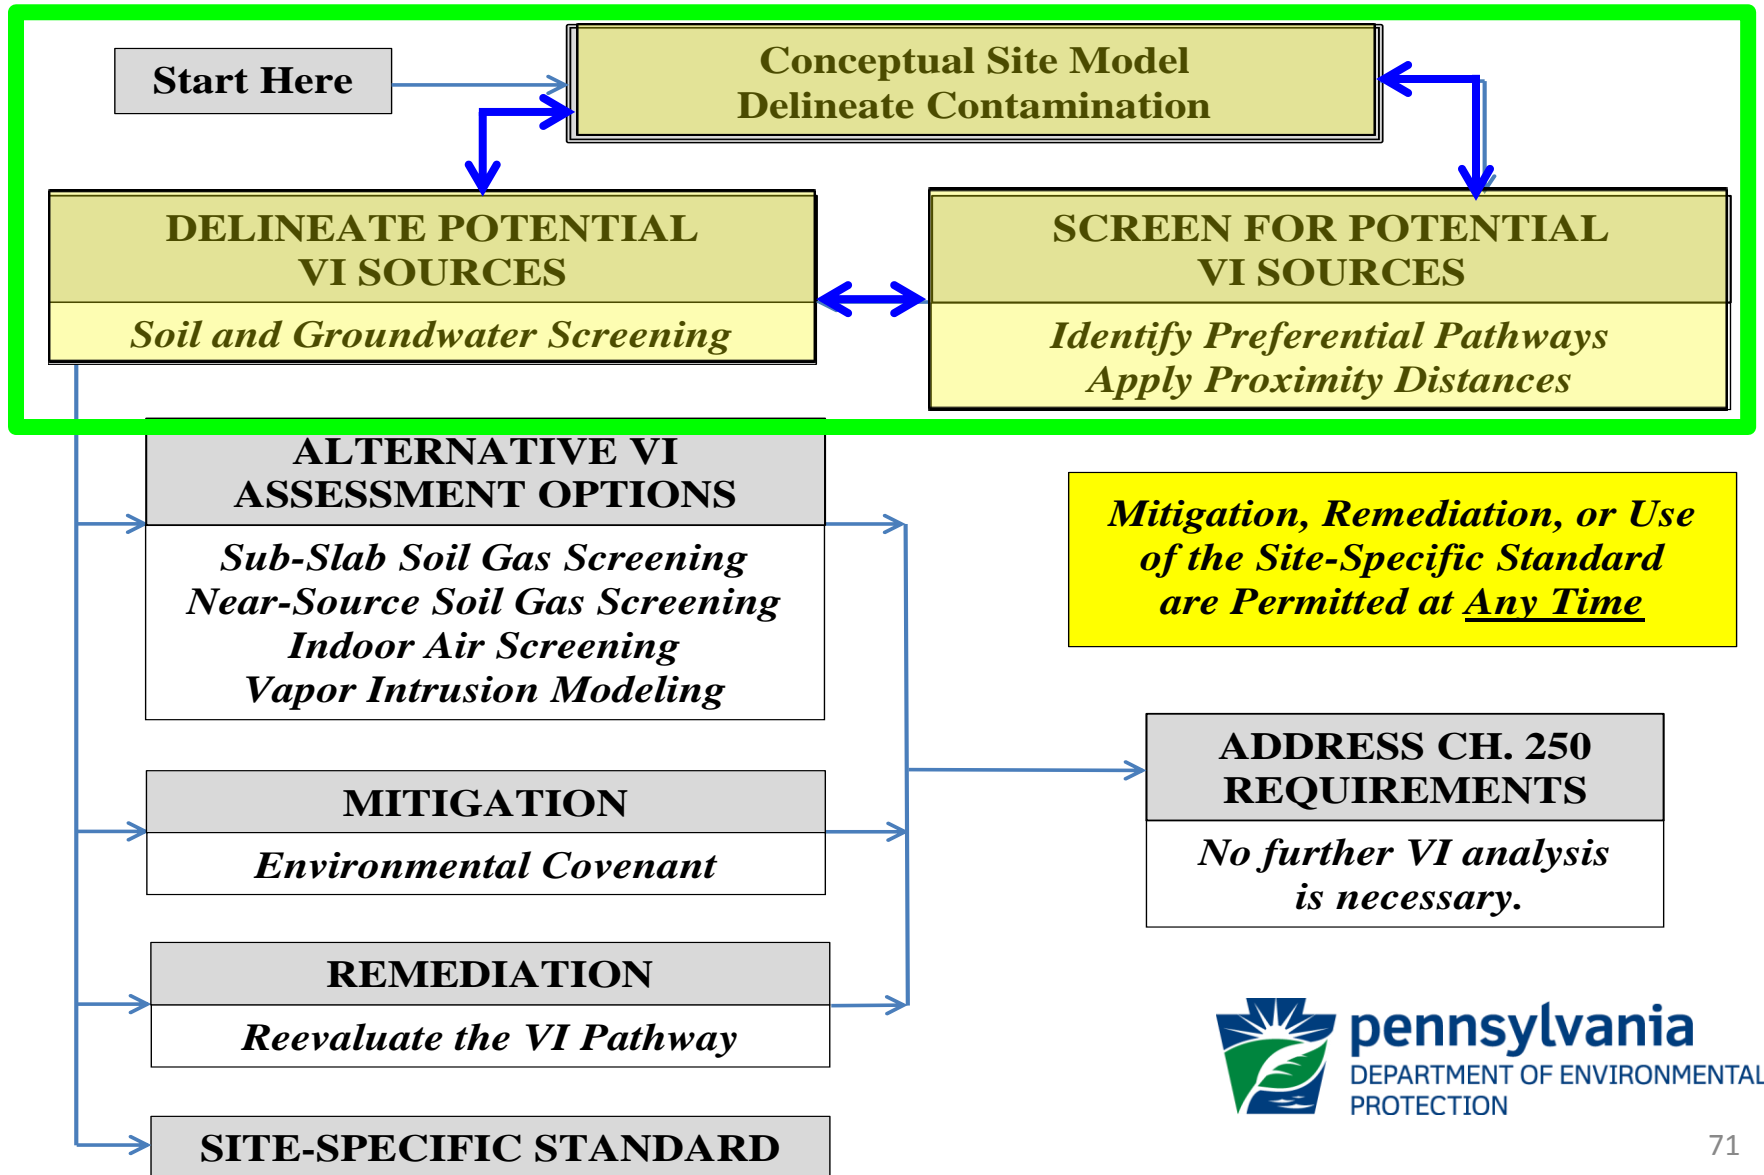 Start Here
Conceptual Site Model
Delineate Contamination
DELINEATE POTENTIAL
VI SOURCES
Soil and Groundwater Screening
SCREEN FOR POTENTIAL
VI SOURCES
Identify Preferential Pathways
Apply Proximity Distances
ALTERNATIVE VI
ASSESSMENT OPTIONS
Sub-Slab Soil Gas Screening
Near-Source Soil Gas Screening
Indoor Air Screening
Vapor Intrusion Modeling
Mitigation, Remediation, or Use
of the Site-Specific Standard
are Permitted at Any Time
MITIGATION
Environmental Covenant
ADDRESS CH. 250
REQUIREMENTS
No further VI analysis
is necessary.
REMEDIATION
Reevaluate the VI Pathway
SITE-SPECIFIC STANDARD
pennsylvania
DEPARTMENT OF ENVIRONMENTAL
PROTECTION
71